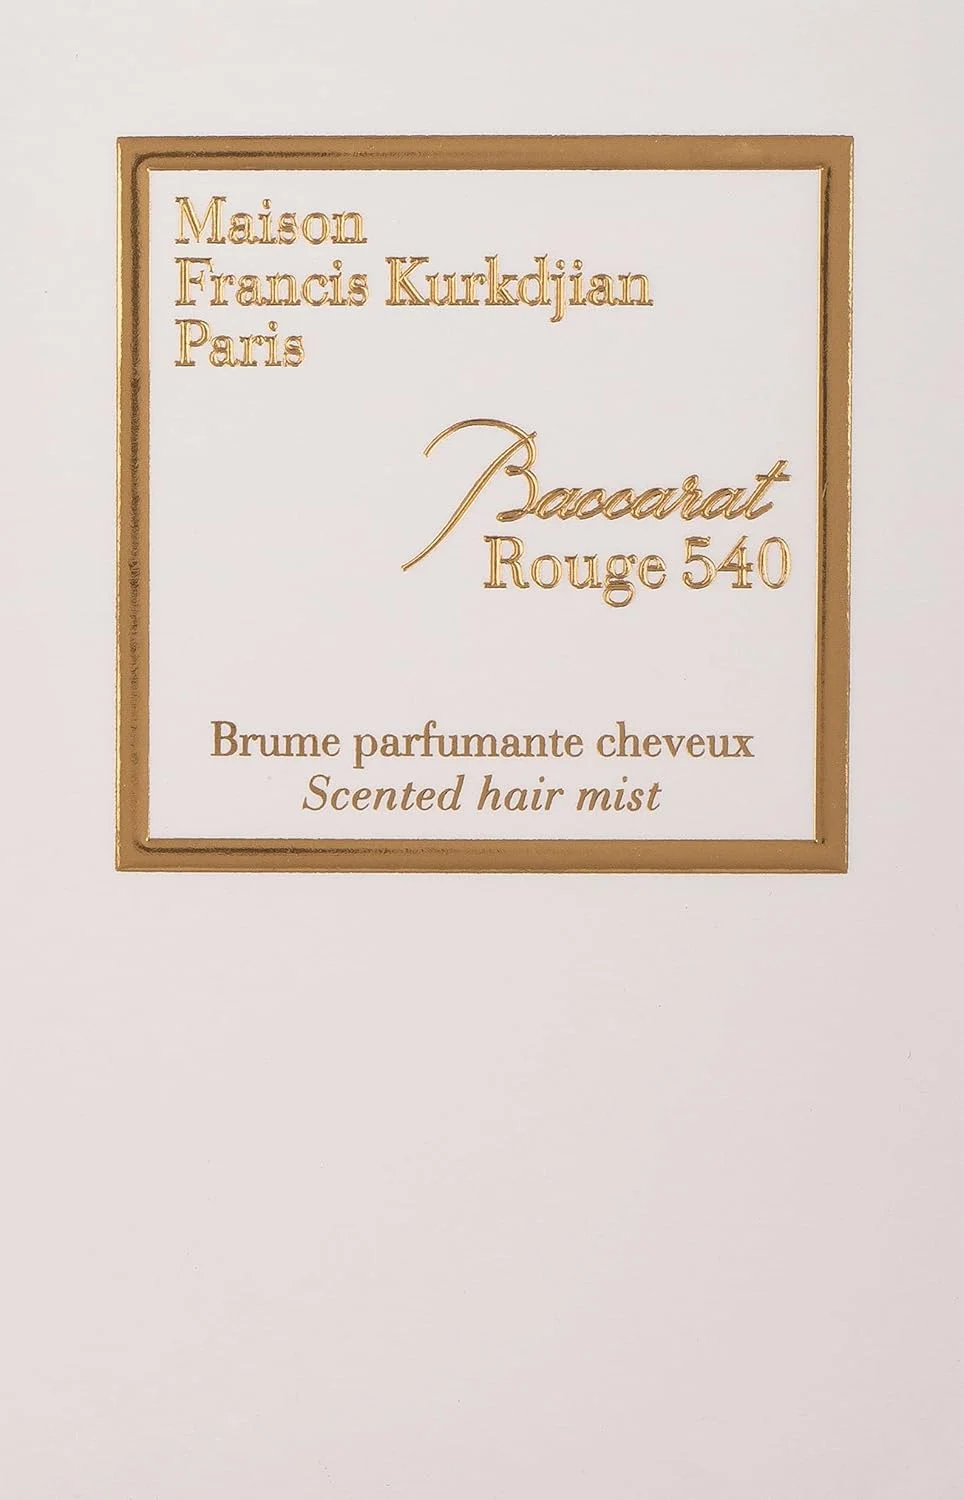 Maison
Francis Kurkdjian
Paris
Baccarat
Rouge 540
Brume parfumante cheveux
Scented hair mist